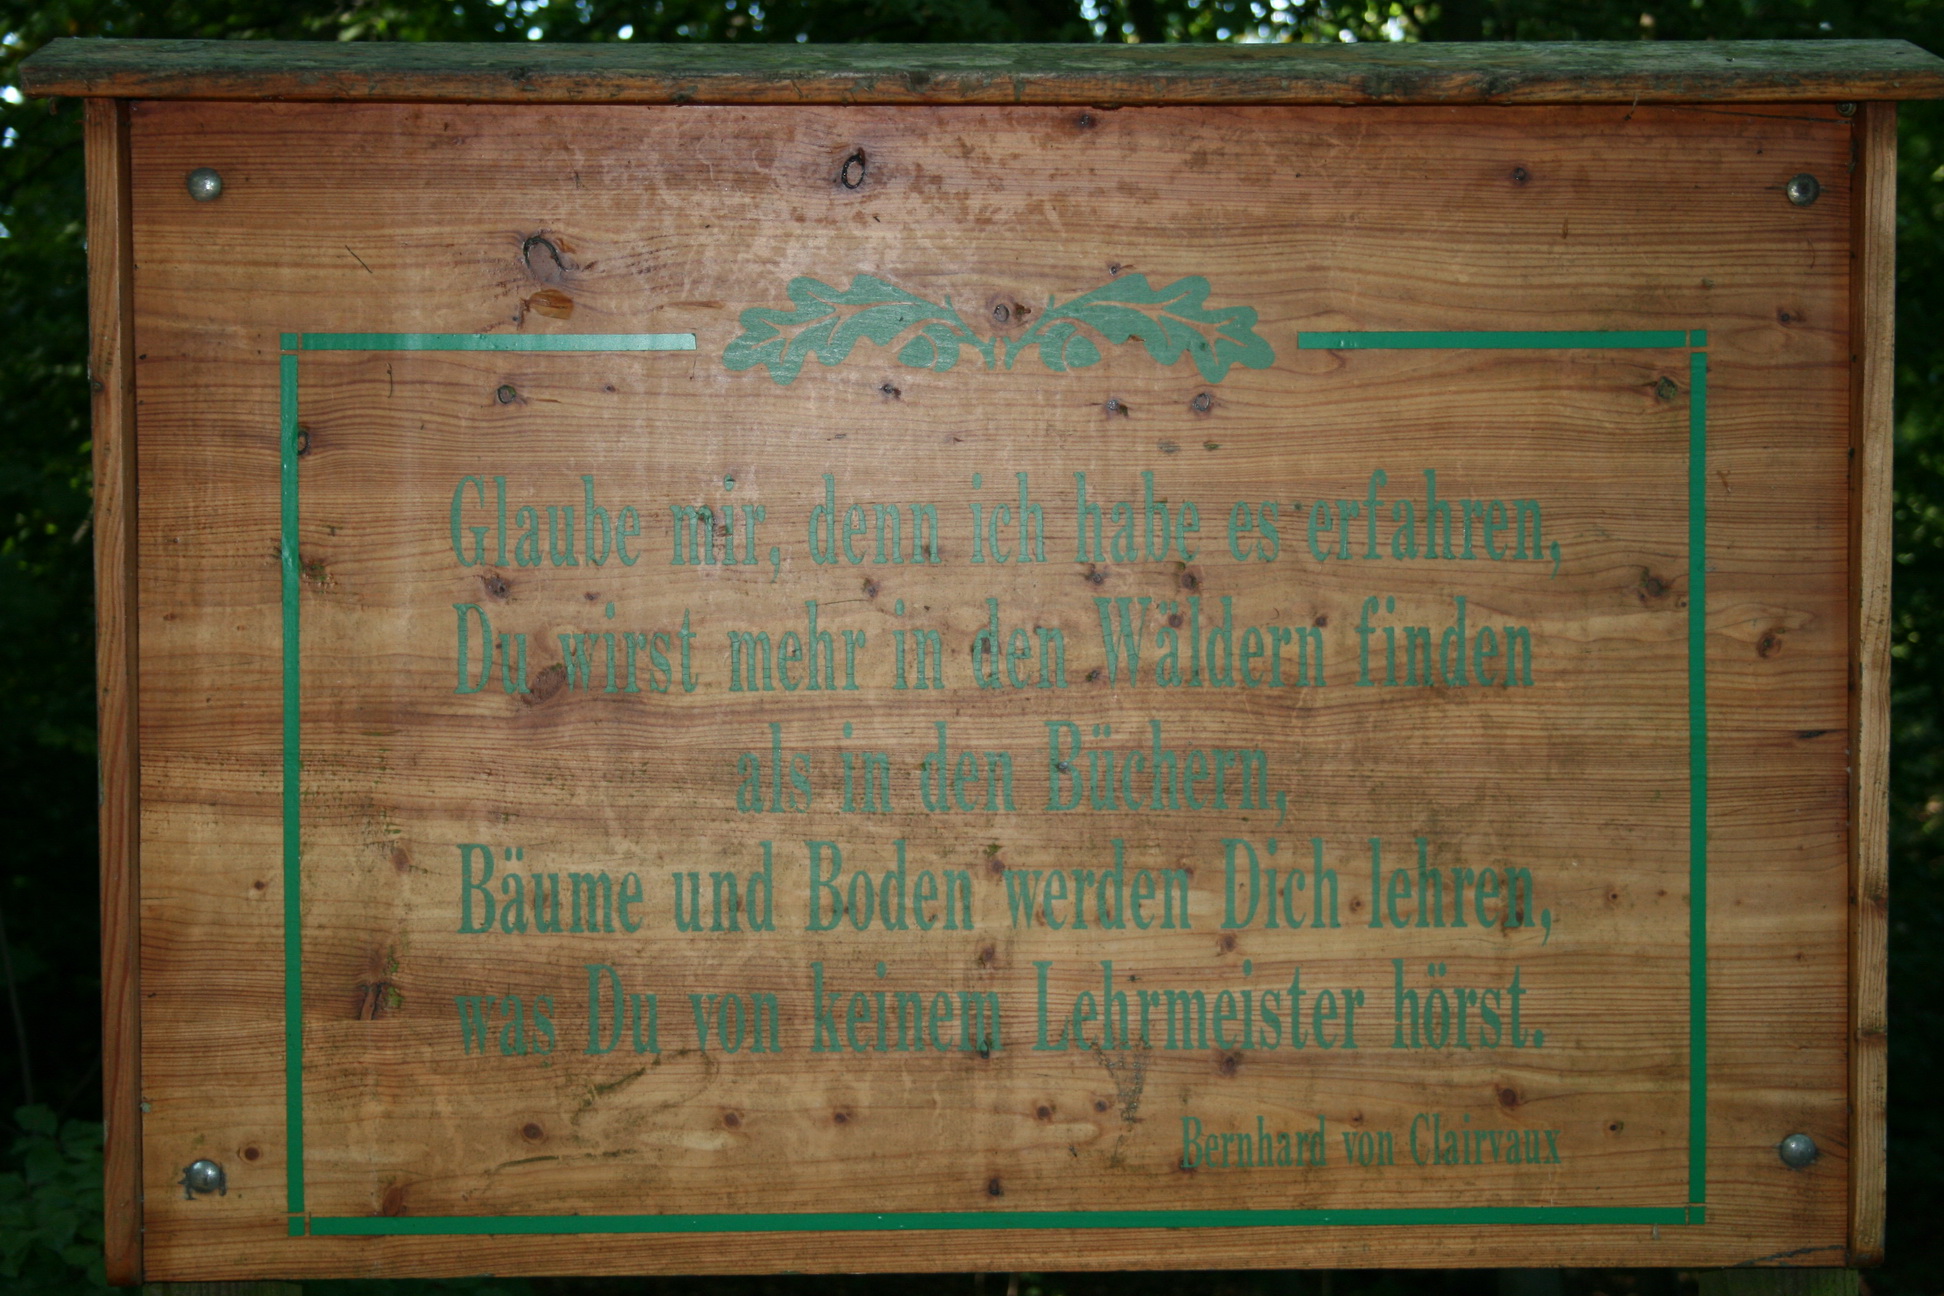 Glaube mir, denn ich habe es erfahren,
Du wirst mehr in den Wäldern finden
als in den Büchern,
Bäume und Boden werden Dich lehren,
was Du von keinem Lehrmeister hörst.
Bernhard von Clairvaux